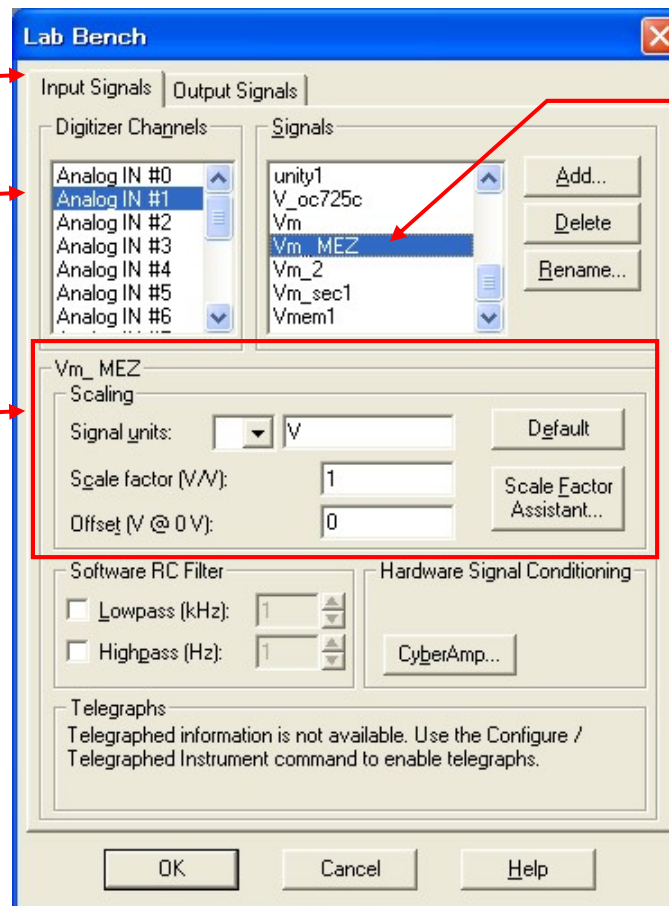 Lab Bench
Input Signals Output Signals
Digitizer Channels
Analog IN #0
Analog IN #1
Analog IN #2
Analog IN #3
Analog IN #4
Analog IN #5
Analog IN #6
Signals
unity1
V_oc725c
Vm
Vm_ MEZ
Vm_2
Vm_sec1
Vmem1
Add...
Delete
Rename...
Vm_ MEZ
Scaling
Signal units: V
Default
Scale factor (V/V): 1
Offset (V @ 0 V): 0
Scale Factor
Assistant...
Software RC Filter
Lowpass (kHz): 1
Highpass (Hz): 1
Hardware Signal Conditioning
CyberAmp...
Telegraphs
Telegraphed information is not available. Use the Configure /
Telegraphed Instrument command to enable telegraphs.
OK Cancel Help